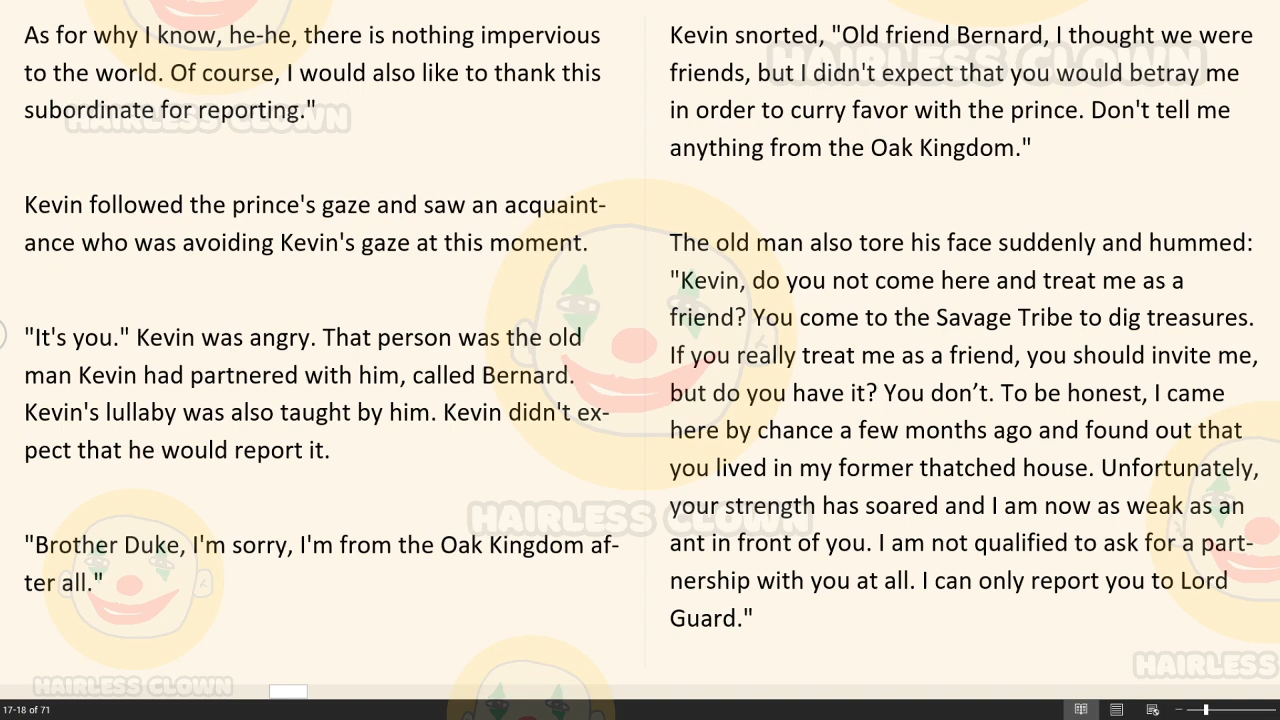 As for why I know, he-he, there is nothing impervious
to the world. Of course, I would also like to thank this
subordinate for reporting."
HAIRLESS CLOWN
Kevin followed the prince's gaze and saw an acquaint-
ance who was avoiding Kevin's gaze at this moment.
"It's you." Kevin was angry. That person was the old
man Kevin had partnered with him, called Bernard.
Kevin's lullaby was also taught by him. Kevin didn't ex-
pect that he would report it.
"Brother Duke, I'm sorry, I'm from the Oak Kingdom af-
ter all."
HAIRLESS CLOWN
Kevin snorted, "Old friend Bernard, I thought we were
HAIRLESS CLOWN
friends, but I didn't expect that you would betray me
in order to curry favor with the prince. Don't tell me
anything from the Oak Kingdom."
The old man also tore his face suddenly and hummed:
"Kevin, do you not come here and treat me as a
friend? You come to the Savage Tribe to dig treasures.
If you really treat me as a friend, you should invite me,
but do you have it? You don’t. To be honest, I came
here by chance a few months ago and found out that
you lived in my former thatched house. Unfortunately,
your strength has soared and I am now as weak as an
HAIRLESS CLOWN
ant in front of you. I am not qualified to ask for a part-
nership with you at all. I can only report you to Lord
Guard."
HAIRLESS
17-18 of 71